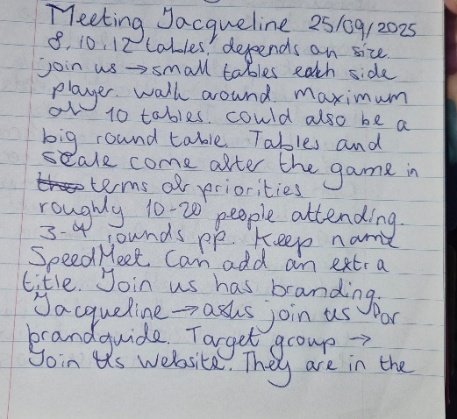 Meeting Jacqueline 25/09/2025
8, 10, 12 tables, depends on size
join us → small tables each side
player. walk around maximum
of 10 tables. could also be a
big round table. Tables and
scale come after the game in
terms of priorities
roughly 10-20 people attending.
3-4 rounds pp. Keep name
SpeedMeet can add an extra
title. Join us has branding.
Jacqueline → asks join us for
brandguide. Target group →
Join Us website. They are in the